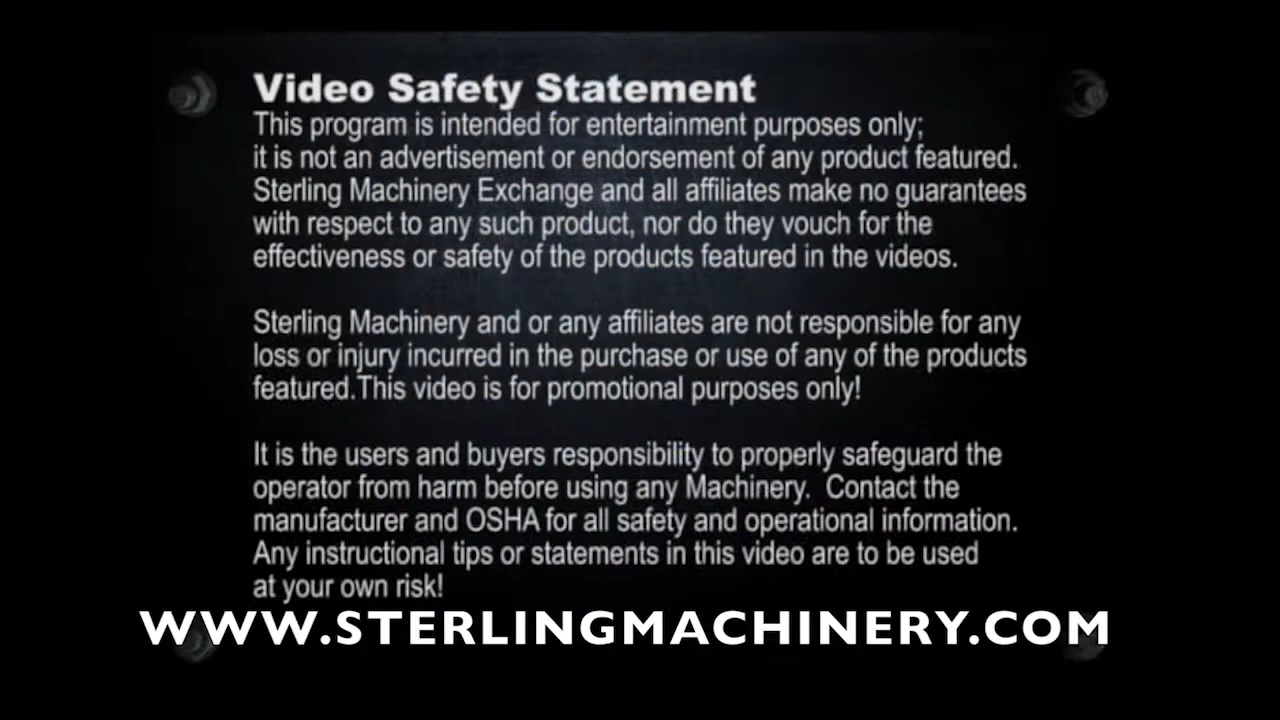 Video Safety Statement
This program is intended for entertainment purposes only;
it is not an advertisement or endorsement of any product featured.
Sterling Machinery Exchange and all affiliates make no guarantees
with respect to any such product, nor do they vouch for the
effectiveness or safety of the products featured in the videos.
Sterling Machinery and or any affiliates are not responsible for any
loss or injury incurred in the purchase or use of any of the products
featured.This video is for promotional purposes only!
It is the users and buyers responsibility to properly safeguard the
operator from harm before using any Machinery.  Contact the
manufacturer and OSHA for all safety and operational information.
Any instructional tips or statements in this video are to be used
at your own risk!
WWW.STERLINGMACHINERY.COM